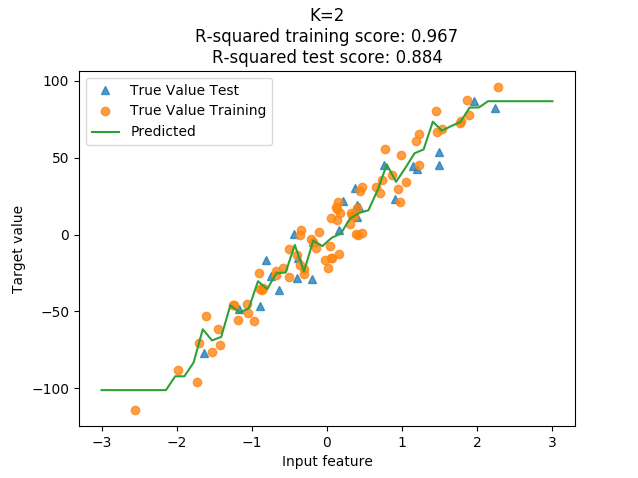 K=2
R-squared training score: 0.967
R-squared test score: 0.884
True Value Test
True Value Training
Predicted
Target value
100
50
0
−50
−100
−3 −2 −1 0 1 2 3
Input feature